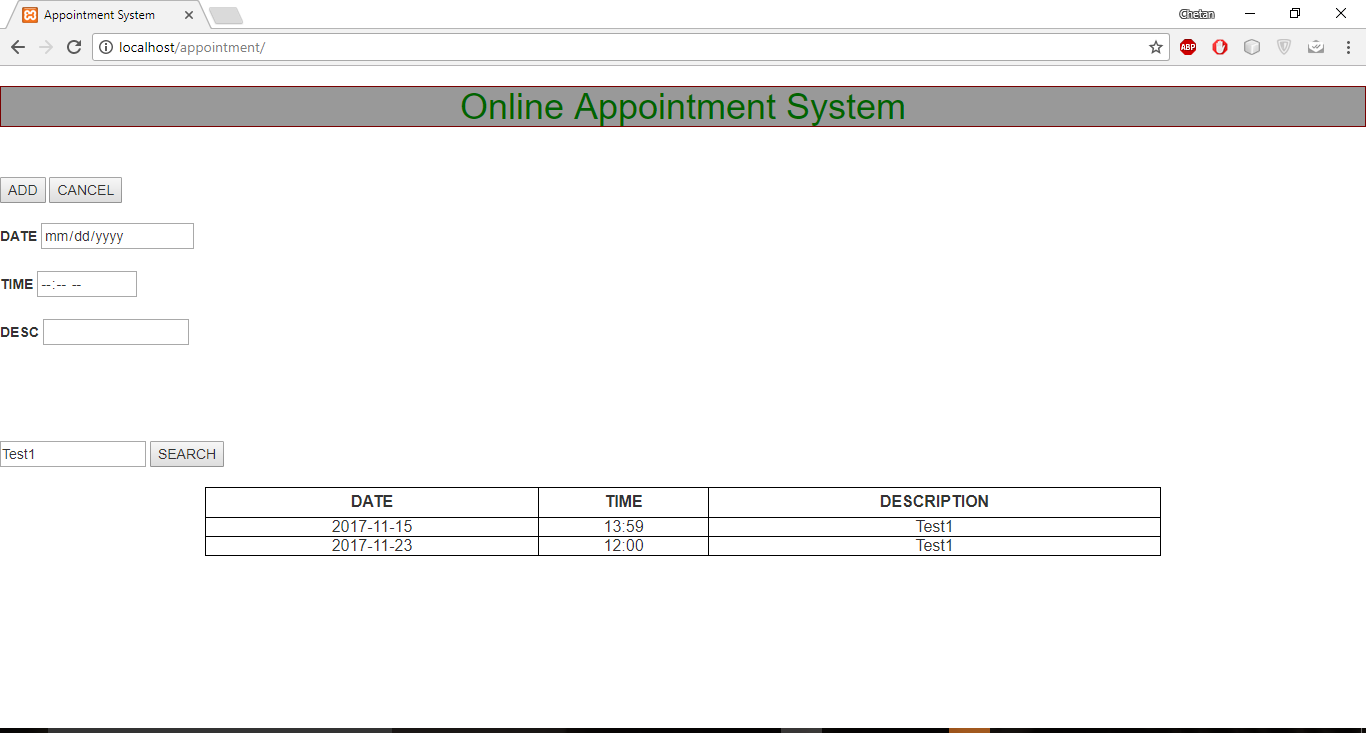 Appointment System
Chetan
localhost/appointment/
ABP
Online Appointment System
ADD CANCEL
DATE mm/dd/yyyy
TIME --:-- --
DESC
Test1 SEARCH
DATE TIME DESCRIPTION
2017-11-15 13:59 Test1
2017-11-23 12:00 Test1